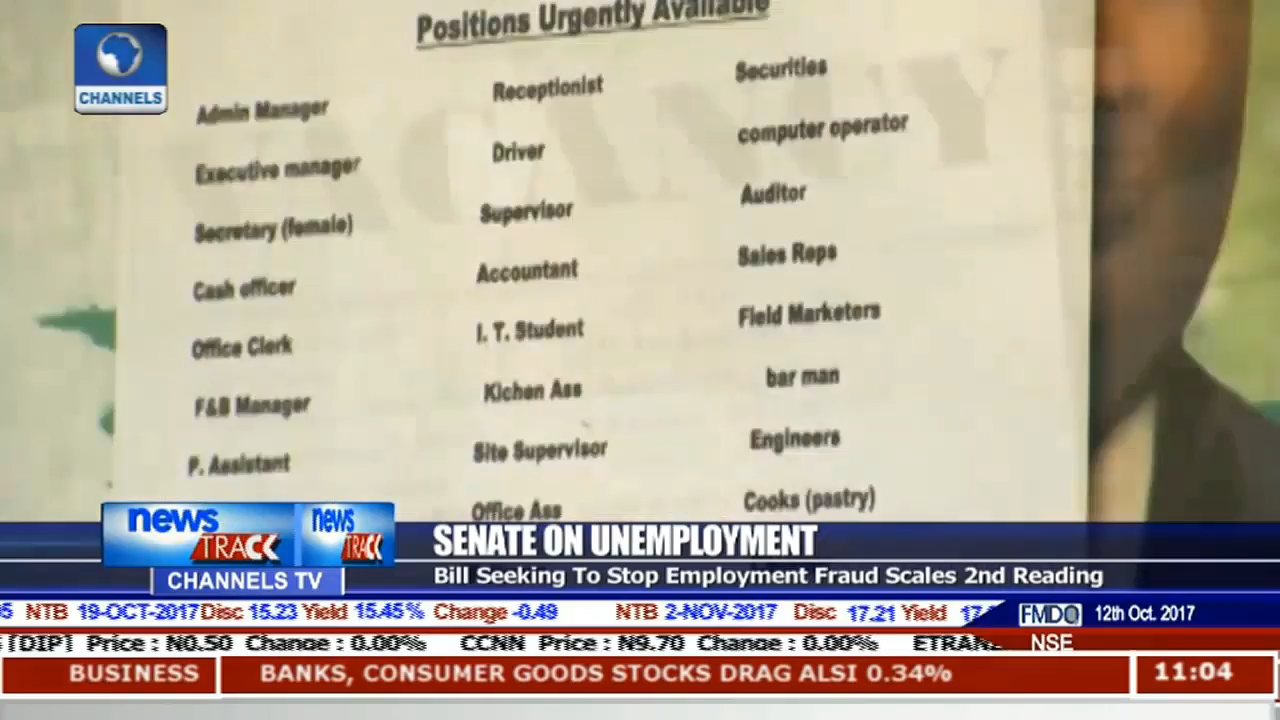 Positions Urgently Available
VACANCY
Admin Manager
Executive manager
Secretary (female)
Cash officer
Office Clerk
F&B Manager
P. Assistant
Receptionist
Driver
Supervisor
Accountant
I. T. Student
Kichen Ass
Site Supervisor
Office Ass
Securities
computer operator
Auditor
Sales Reps
Field Marketers
bar man
Engineers
Cooks (pastry)
CHANNELS
news TRACK
news TRACK
CHANNELS TV
SENATE ON UNEMPLOYMENT
Bill Seeking To Stop Employment Fraud Scales 2nd Reading
5 NTB 19-OCT-2017 Disc 15.23 Yield 15.45% Change -0.49 NTB 2-NOV-2017 Disc 17.21 Yield
FMDQ 12th Oct. 2017
[DIP] Price : N0.50 Change : 0.00% CCNN Price : N9.70 Change : 0.00%
NSE
BUSINESS BANKS, CONSUMER GOODS STOCKS DRAG ALSI 0.34% 11:04